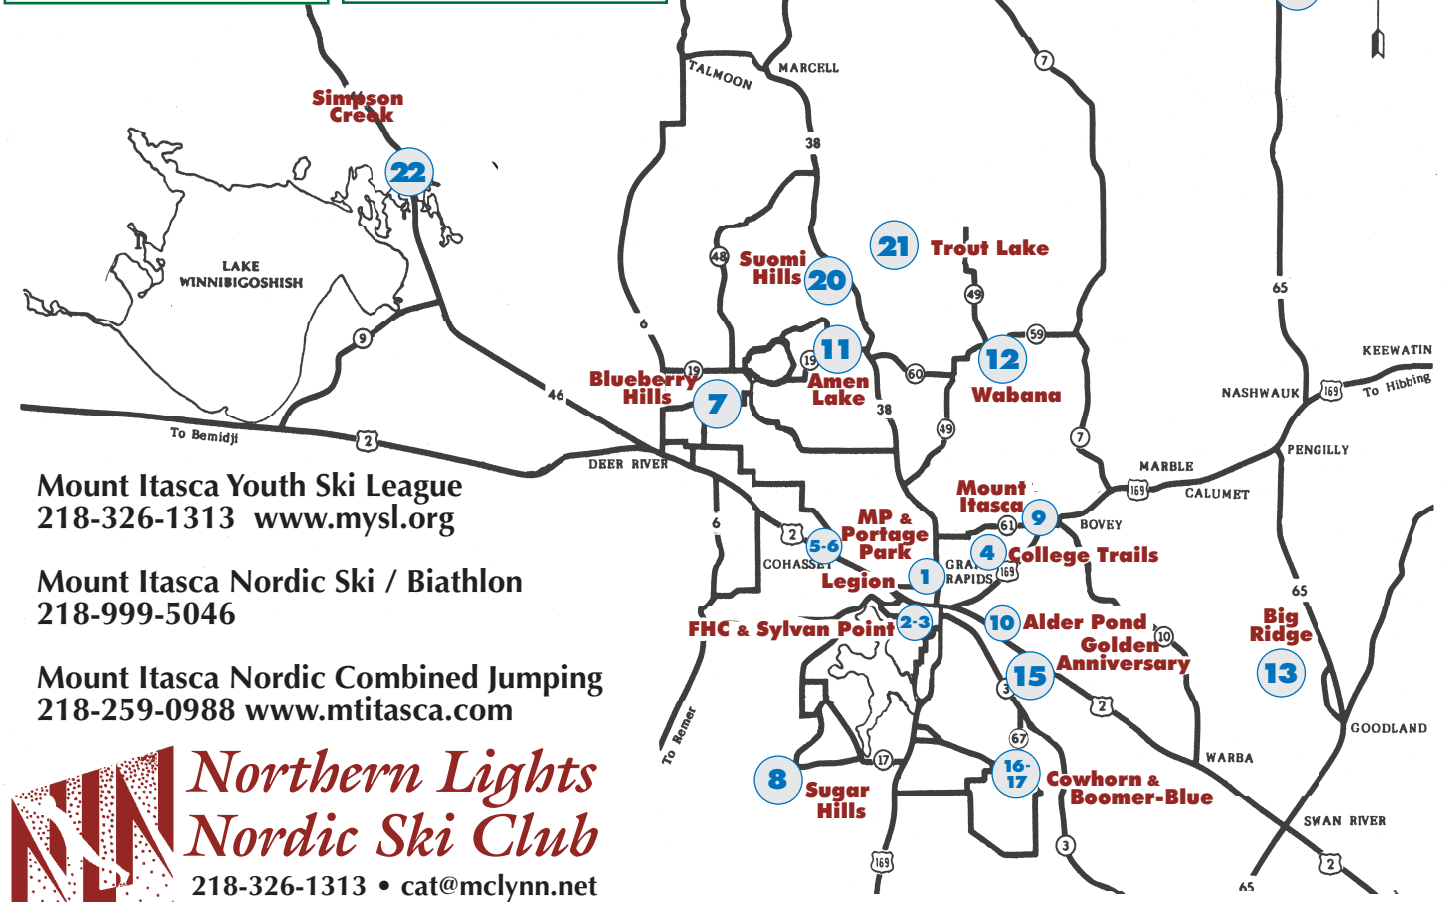 7
TALMOON
MARCELL
Simpson
Creek
46
38
22
21
Trout Lake
48
Suomi
Hills
20
LAKE
WINNIBIGOSHISH
49
65
6
9
59
11
19
12
KEEWATIN
60
19
169
To Hibbing
Blueberry
Hills
7
Amen
Lake
Wabana
NASHWAUK
46
38
To Bemidji
2
49
7
PENGILLY
DEER RIVER
MARBLE
169
CALUMET
Mount Itasca Youth Ski League
218-326-1313 www.mysl.org
Mount
Itasca
9
61
BOVEY
6
2
5-6
COHASSET
MP &
Portage
Park
4
College Trails
GRAND
RAPIDS
169
Legion
1
Mount Itasca Nordic Ski / Biathlon
218-999-5046
65
FHC & Sylvan Point
2-3
10
Alder Pond
10
Big
Ridge
13
Golden
Anniversary
15
3
2
Mount Itasca Nordic Combined Jumping
218-259-0988 www.mtitasca.com
To Remer
67
GOODLAND
17
WARBA
8
Sugar
Hills
16-
17
Cowhorn &
Boomer-Blue
SWAN RIVER
3
169
2
65
Northern Lights
Nordic Ski Club
218-326-1313 • cat@mclynn.net